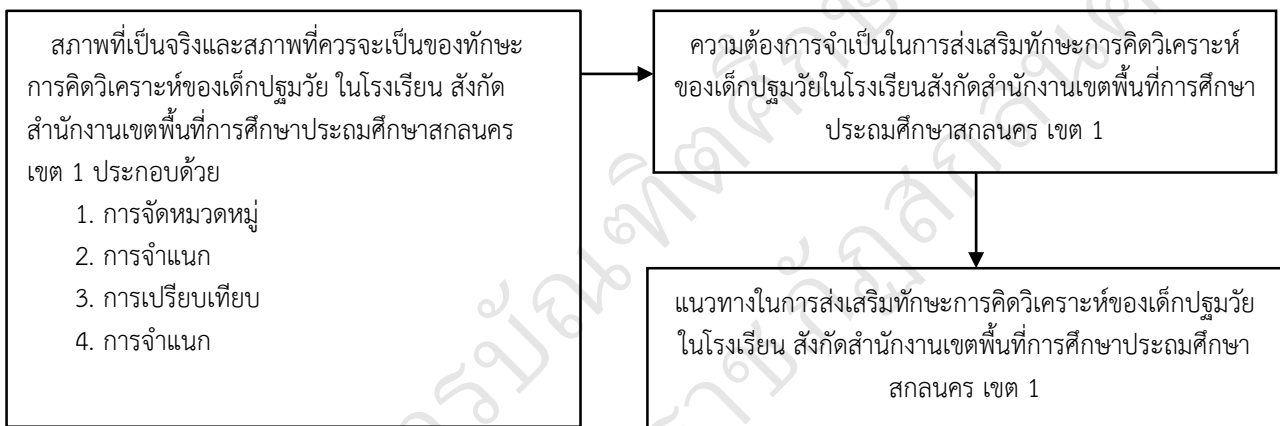 สภาพที่เป็นจริงและสภาพที่ควรจะเป็นของทักษะ
การคิดวิเคราะห์ของเด็กปฐมวัย ในโรงเรียน สังกัด
สำนักงานเขตพื้นที่การศึกษาประถมศึกษาสกลนคร
เขต 1 ประกอบด้วย
1. การจัดหมวดหมู่
2. การจำแนก
3. การเปรียบเทียบ
4. การจำแนก
ความต้องการจำเป็นในการส่งเสริมทักษะการคิดวิเคราะห์
ของเด็กปฐมวัยในโรงเรียนสังกัดสำนักงานเขตพื้นที่การศึกษา
ประถมศึกษาสกลนคร เขต 1
แนวทางในการส่งเสริมทักษะการคิดวิเคราะห์ของเด็กปฐมวัย
ในโรงเรียน สังกัดสำนักงานเขตพื้นที่การศึกษาประถมศึกษา
สกลนคร เขต 1